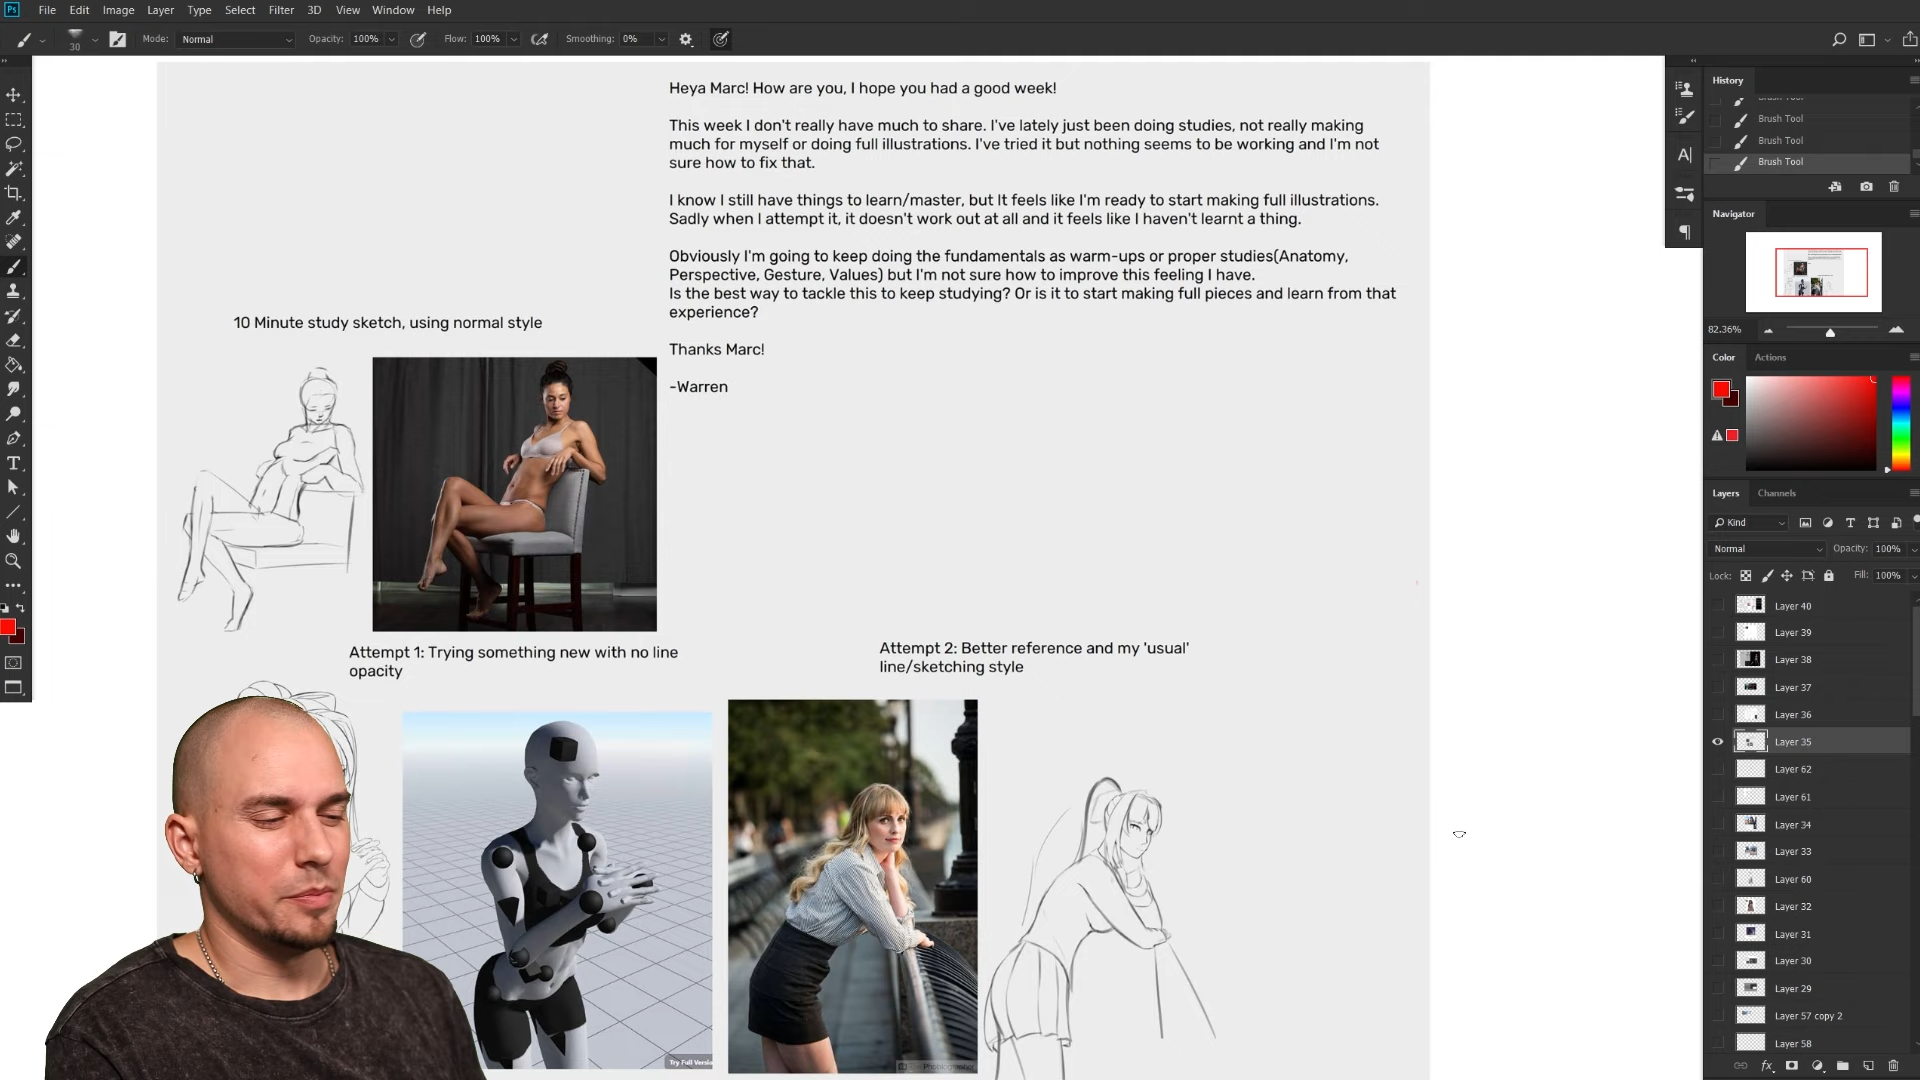 File Edit Image Layer Type Select Filter 3D View Window Help
30 Mode: Normal Opacity: 100% Flow: 100% Smoothing: 0%
Heya Marc! How are you, I hope you had a good week!
This week I don't really have much to share. I've lately just been doing studies, not really making
much for myself or doing full illustrations. I've tried it but nothing seems to be working and I'm not
sure how to fix that.
I know I still have things to learn/master, but It feels like I'm ready to start making full illustrations.
Sadly when I attempt it, it doesn't work out at all and it feels like I haven't learnt a thing.
Obviously I'm going to keep doing the fundamentals as warm-ups or proper studies(Anatomy,
Perspective, Gesture, Values) but I'm not sure how to improve this feeling I have.
Is the best way to tackle this to keep studying? Or is it to start making full pieces and learn from that
experience?
Thanks Marc!
-Warren
10 Minute study sketch, using normal style
Attempt 1: Trying something new with no line
opacity
Attempt 2: Better reference and my 'usual'
line/sketching style
Try Full Versio
History
Brush Tool
Brush Tool
Brush Tool
Brush Tool
Navigator
82.36%
Color Actions
Layers Channels
Kind
Normal Opacity: 100%
Lock: Fill: 100%
Layer 40
Layer 39
Layer 38
Layer 37
Layer 36
Layer 35
Layer 62
Layer 61
Layer 34
Layer 33
Layer 60
Layer 32
Layer 31
Layer 30
Layer 29
Layer 57 copy 2
Layer 58